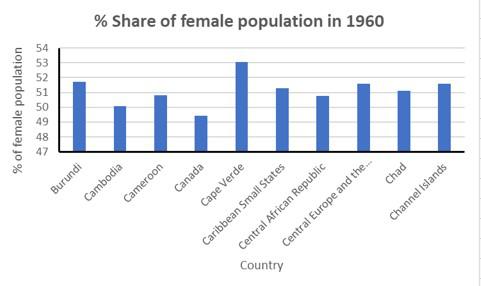 % Share of female population in 1960
% of female population
54
53
52
51
50
49
48
47
Burundi
Cambodia
Cameroon
Canada
Cape Verde
Caribbean Small States
Central African Republic
Central Europe and the...
Chad
Channel Islands
Country